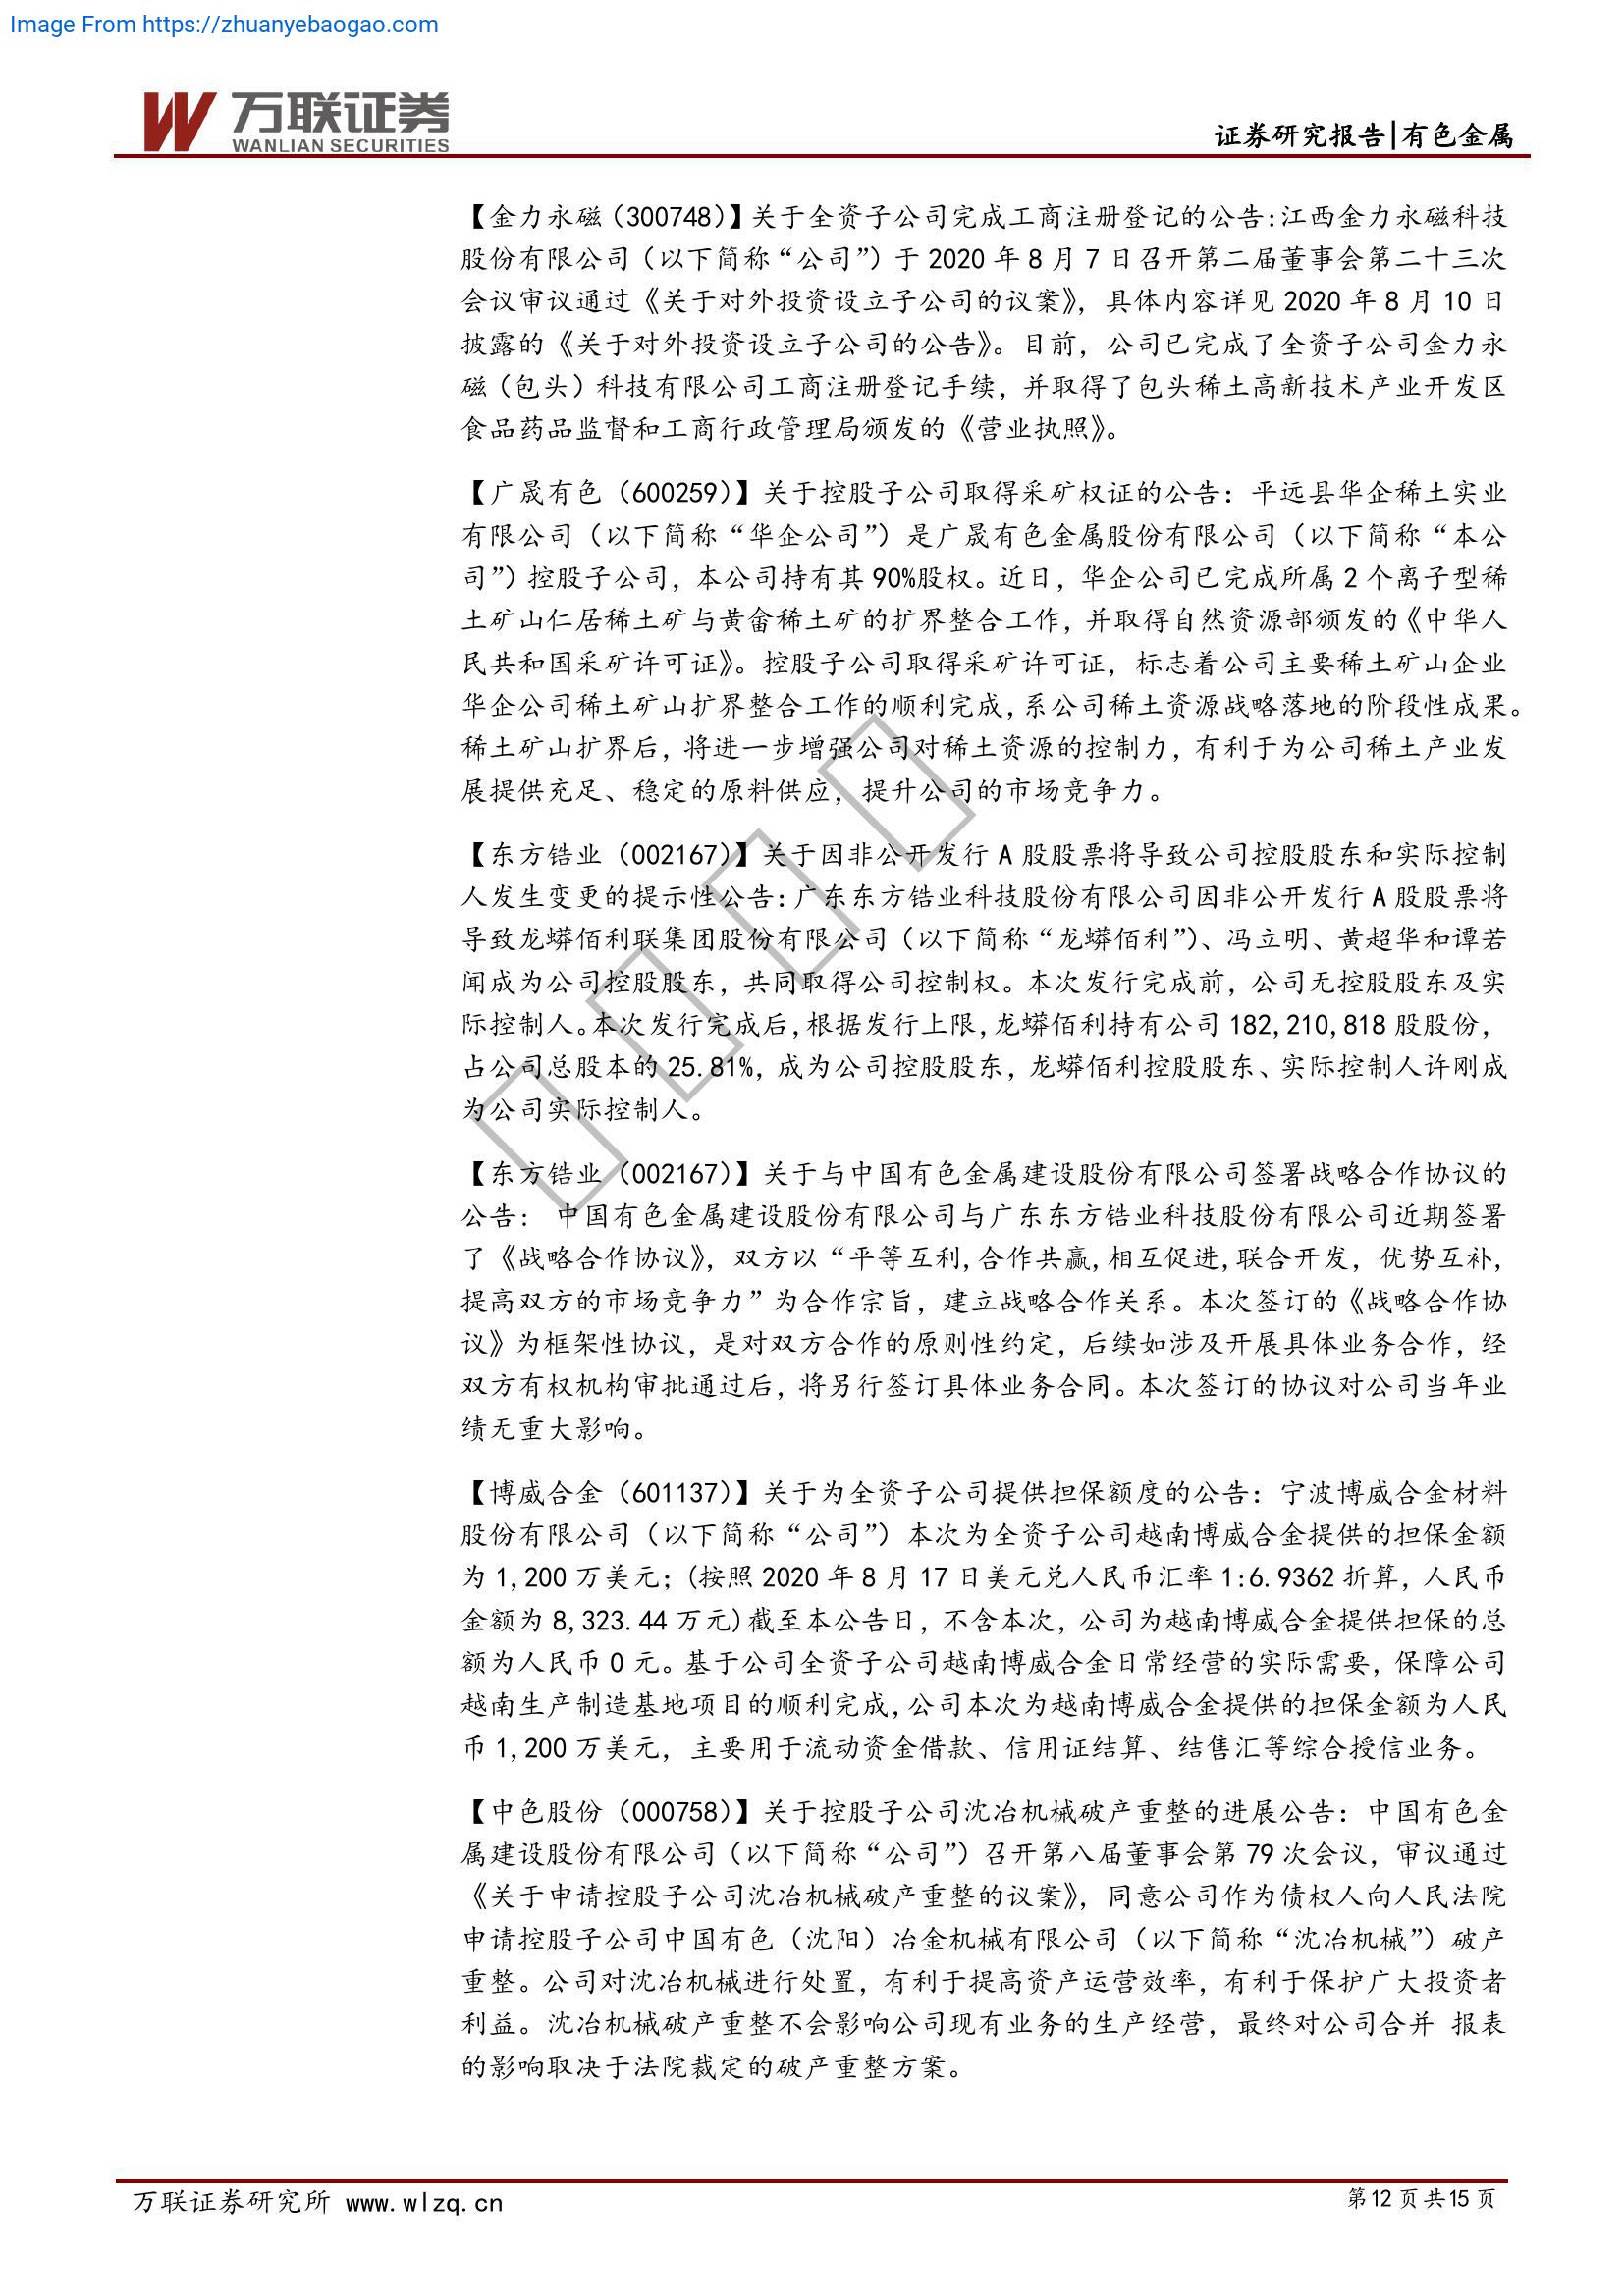 Image From https://zhuanyebaogao.com
万联证券
WANLIAN SECURITIES
证券研究报告|有色金属
【金力永磁（300748）】关于全资子公司完成工商注册登记的公告:江西金力永磁科技
股份有限公司（以下简称“公司”）于 2020 年 8 月 7 日召开第二届董事会第二十三次
会议审议通过《关于对外投资设立子公司的议案》，具体内容详见 2020 年 8 月 10 日
披露的《关于对外投资设立子公司的公告》。目前，公司已完成了全资子公司金力永
磁（包头）科技有限公司工商注册登记手续，并取得了包头稀土高新技术产业开发区
食品药品监督和工商行政管理局颁发的《营业执照》。
【广晟有色（600259）】关于控股子公司取得采矿权证的公告：平远县华企稀土实业
有限公司（以下简称“华企公司”）是广晟有色金属股份有限公司（以下简称“本公
司”）控股子公司，本公司持有其 90%股权。近日，华企公司已完成所属 2 个离子型稀
土矿山仁居稀土矿与黄畲稀土矿的扩界整合工作，并取得自然资源部颁发的《中华人
民共和国采矿许可证》。控股子公司取得采矿许可证，标志着公司主要稀土矿山企业
华企公司稀土矿山扩界整合工作的顺利完成，系公司稀土资源战略落地的阶段性成果。
稀土矿山扩界后，将进一步增强公司对稀土资源的控制力，有利于为公司稀土产业发
展提供充足、稳定的原料供应，提升公司的市场竞争力。
【东方锆业（002167）】关于因非公开发行 A 股股票将导致公司控股股东和实际控制
人发生变更的提示性公告:广东东方锆业科技股份有限公司因非公开发行 A 股股票将
导致龙蟒佰利联集团股份有限公司（以下简称“龙蟒佰利”）、冯立明、黄超华和谭若
闻成为公司控股股东，共同取得公司控制权。本次发行完成前，公司无控股股东及实
际控制人。本次发行完成后，根据发行上限，龙蟒佰利持有公司 182,210,818 股股份，
占公司总股本的 25.81%，成为公司控股股东，龙蟒佰利控股股东、实际控制人许刚成
为公司实际控制人。
【东方锆业（002167）】关于与中国有色金属建设股份有限公司签署战略合作协议的
公告： 中国有色金属建设股份有限公司与广东东方锆业科技股份有限公司近期签署
了《战略合作协议》，双方以“平等互利,合作共赢,相互促进,联合开发，优势互补，
提高双方的市场竞争力”为合作宗旨，建立战略合作关系。本次签订的《战略合作协
议》为框架性协议，是对双方合作的原则性约定，后续如涉及开展具体业务合作，经
双方有权机构审批通过后，将另行签订具体业务合同。本次签订的协议对公司当年业
绩无重大影响。
【博威合金（601137）】关于为全资子公司提供担保额度的公告：宁波博威合金材料
股份有限公司（以下简称“公司”）本次为全资子公司越南博威合金提供的担保金额
为 1,200 万美元；(按照 2020 年 8 月 17 日美元兑人民币汇率 1:6.9362 折算，人民币
金额为 8,323.44 万元)截至本公告日，不含本次，公司为越南博威合金提供担保的总
额为人民币 0 元。基于公司全资子公司越南博威合金日常经营的实际需要，保障公司
越南生产制造基地项目的顺利完成，公司本次为越南博威合金提供的担保金额为人民
币 1,200 万美元，主要用于流动资金借款、信用证结算、结售汇等综合授信业务。
【中色股份（000758）】关于控股子公司沈冶机械破产重整的进展公告：中国有色金
属建设股份有限公司（以下简称“公司”）召开第八届董事会第 79 次会议，审议通过
《关于申请控股子公司沈冶机械破产重整的议案》，同意公司作为债权人向人民法院
申请控股子公司中国有色（沈阳）冶金机械有限公司（以下简称“沈冶机械”）破产
重整。公司对沈冶机械进行处置，有利于提高资产运营效率，有利于保护广大投资者
利益。沈冶机械破产重整不会影响公司现有业务的生产经营，最终对公司合并 报表
的影响取决于法院裁定的破产重整方案。
万联证券研究所 www.wlzq.cn
第12 页 共15 页